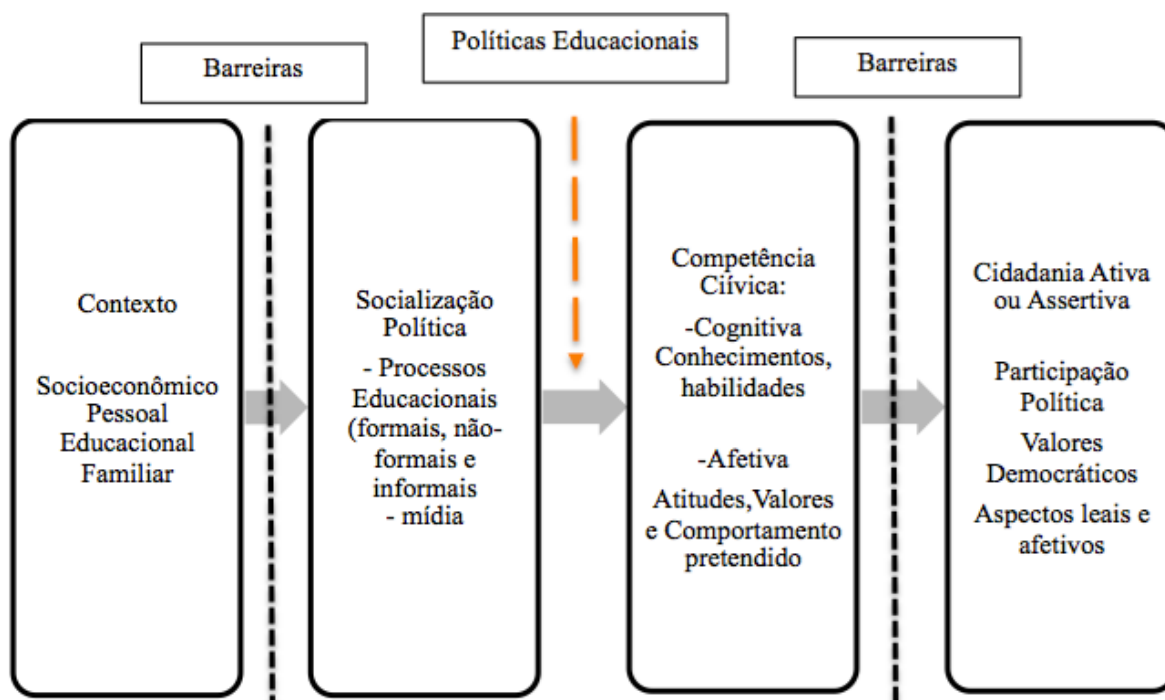 Barreiras
Políticas Educacionais
Barreiras
Contexto
Socioeconômico
Pessoal
Educacional
Familiar
Socialização
Política
- Processos
Educacionais
(formais, não-
formais e
informais
- mídia
Competência
Ciívica:
-Cognitiva
Conhecimentos,
habilidades
-Afetiva
Atitudes,Valores
e Comportamento
pretendido
Cidadania Ativa
ou Assertiva
Participação
Política
Valores
Democráticos
Aspectos leais e
afetivos